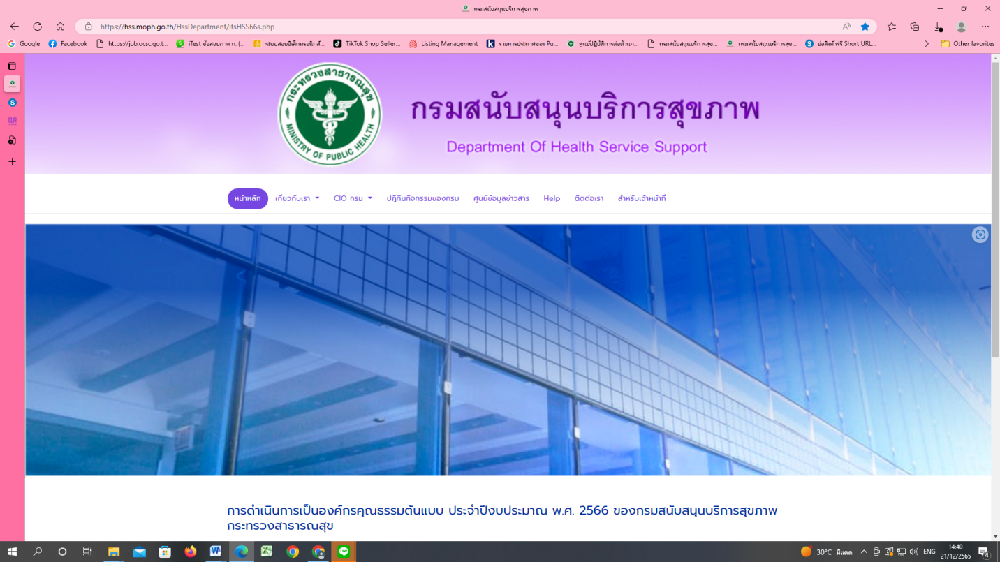 กรมสนับสนุนบริการสุขภาพ
https://hss.moph.go.th/HssDepartment/itsHSS66s.php
Google
Facebook
https://job.ocsc.go.t...
iTest ข้อสอบภาค ก. (...
ระบบสอบอิเล็กทรอนิกส์...
TikTok Shop Seller...
Listing Management
รายการประกาศของ Pu...
ศูนย์ปฏิบัติการต่อต้านก...
กรมสนับสนุนบริการสุข...
กรมสนับสนุนบริการสุข...
ย่อลิงค์ ฟรี Short URL...
Other favorites
กระทรวงสาธารณสุข
MINISTRY OF PUBLIC HEALTH
กรมสนับสนุนบริการสุขภาพ
Department Of Health Service Support
หน้าหลัก
เกี่ยวกับเรา
CIO กรม
ปฏิทินกิจกรรมของกรม
ศูนย์ข้อมูลข่าวสาร
Help
ติดต่อเรา
สำหรับเจ้าหน้าที่
การดำเนินการเป็นองค์กรคุณธรรมต้นแบบ ประจำปีงบประมาณ พ.ศ. 2566 ของกรมสนับสนุนบริการสุขภาพ
กระทรวงสาธารณสุข
30°C มีแดด
ENG
14:40
21/12/2565
4